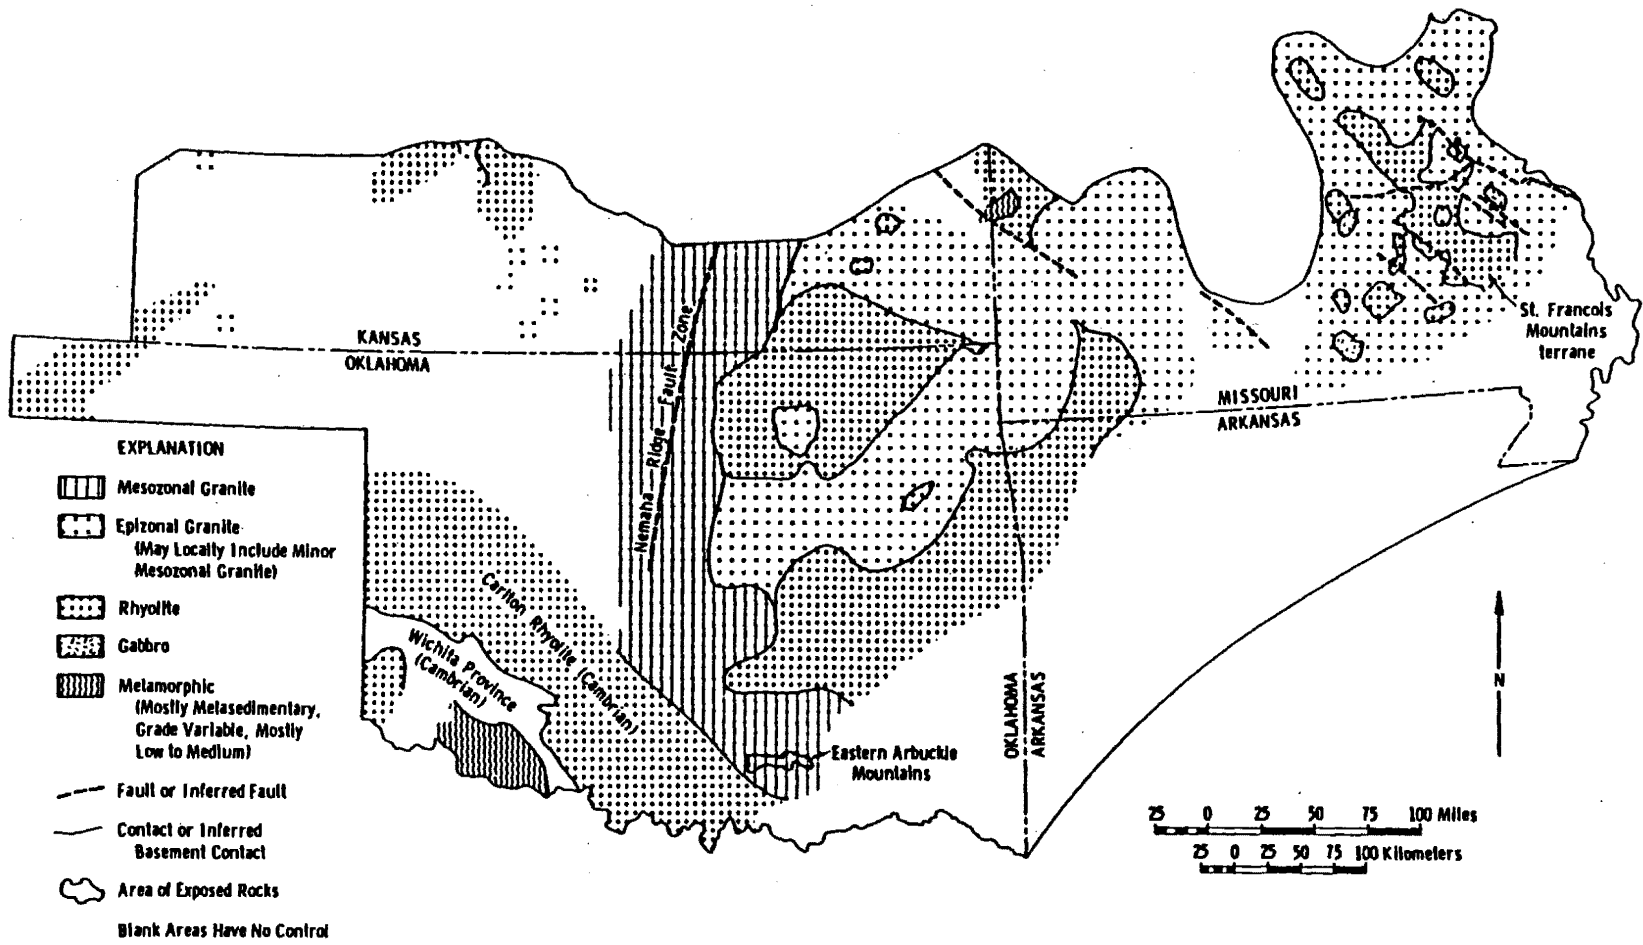 KANSAS
OKLAHOMA
Nemaha Ridge Fault Zone
St. Francois
Mountains
terrane
MISSOURI
ARKANSAS
EXPLANATION
Mesozonal Granite
Epizonal Granite
(May Locally Include Minor
Mesozonal Granite)
Rhyolite
Gabbro
Metamorphic
(Mostly Metasedimentary,
Grade Variable, Mostly
Low to Medium)
Fault or Inferred Fault
Contact or Inferred
Basement Contact
Area of Exposed Rocks
Blank Areas Have No Control
Carlton Rhyolite (Cambrian)
Wichita Province
(Cambrian)
Eastern Arbuckle
Mountains
OKLAHOMA
ARKANSAS
N
25 0 25 50 75 100 Miles
25 0 25 50 75 100 Kilometers